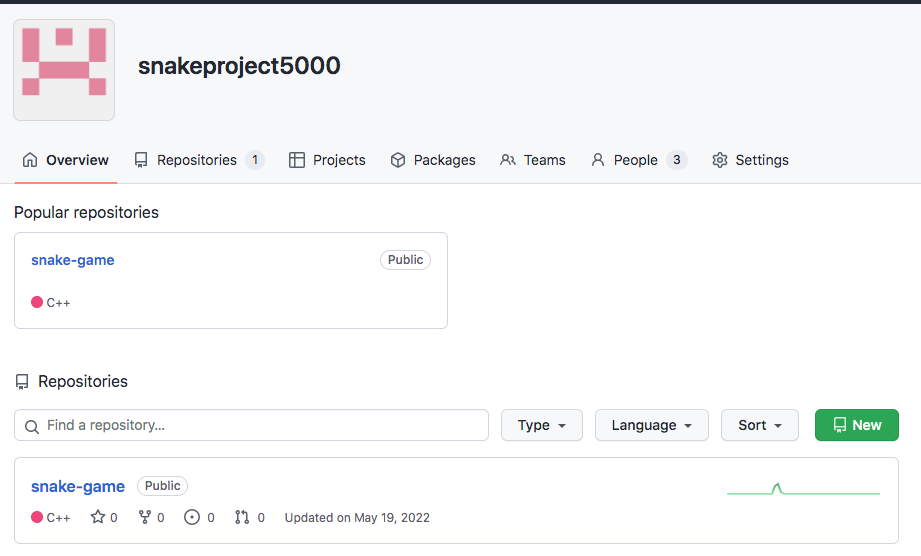 snakeproject5000
Overview Repositories 1 Projects Packages Teams People 3 Settings
Popular repositories
snake-game Public
C++
Repositories
Find a repository... Type Language Sort New
snake-game Public
C++ 0 0 0 0 Updated on May 19, 2022